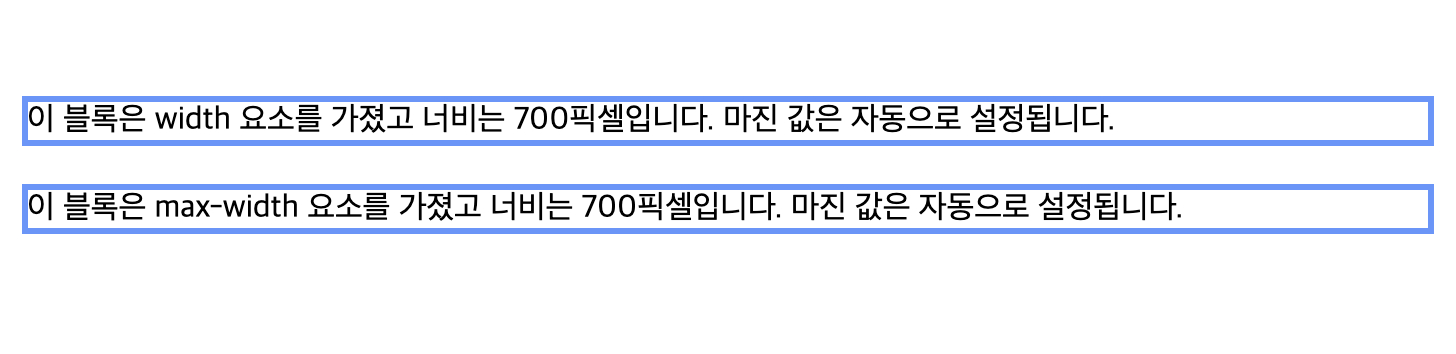 이 블록은 width 요소를 가졌고 너비는 700픽셀입니다. 마진 값은 자동으로 설정됩니다.
이 블록은 max-width 요소를 가졌고 너비는 700픽셀입니다. 마진 값은 자동으로 설정됩니다.